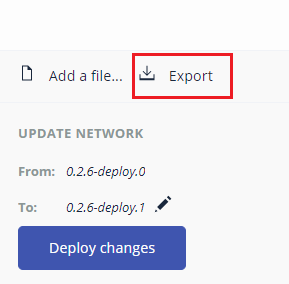 Add a file... Export
UPDATE NETWORK
From: 0.2.6-deploy.0
To: 0.2.6-deploy.1
Deploy changes